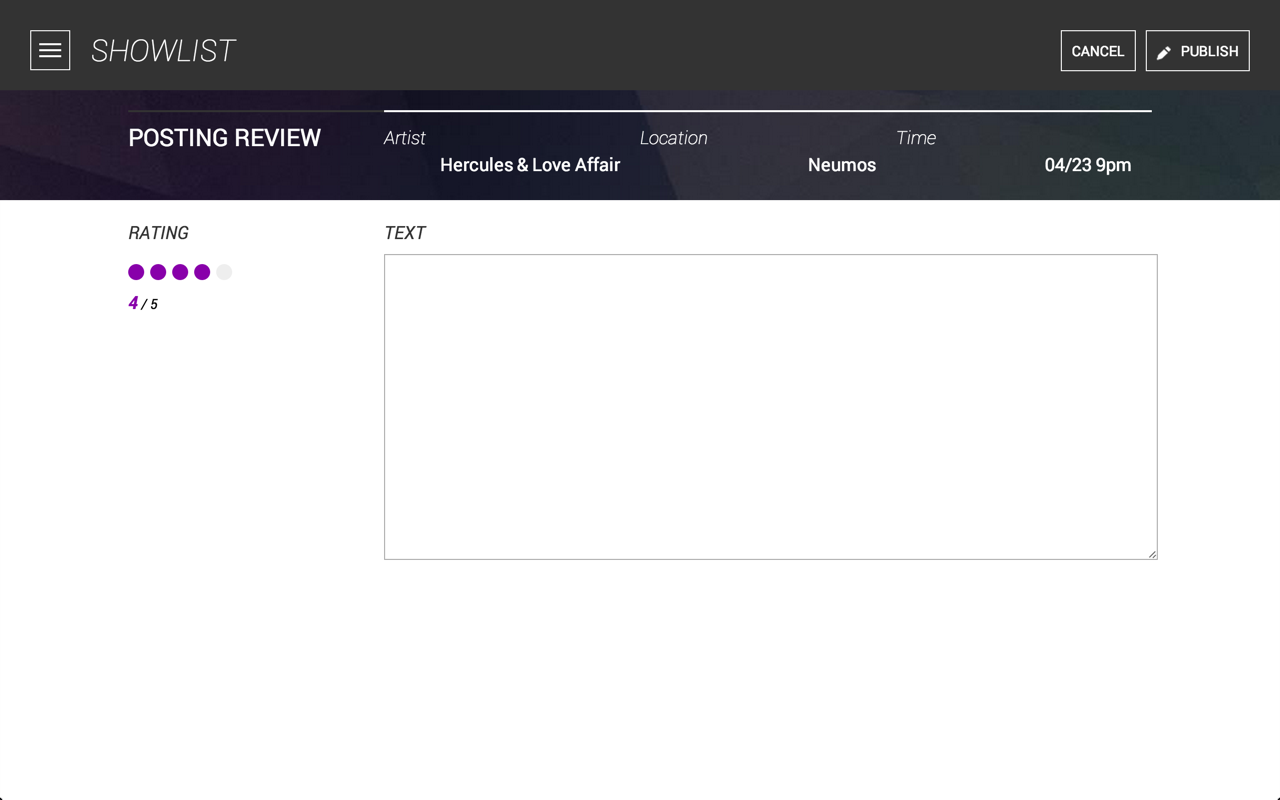 SHOWLIST
CANCEL
PUBLISH
POSTING REVIEW
Artist
Location
Time
Hercules & Love Affair
Neumos
04/23 9pm
RATING
TEXT
4 / 5